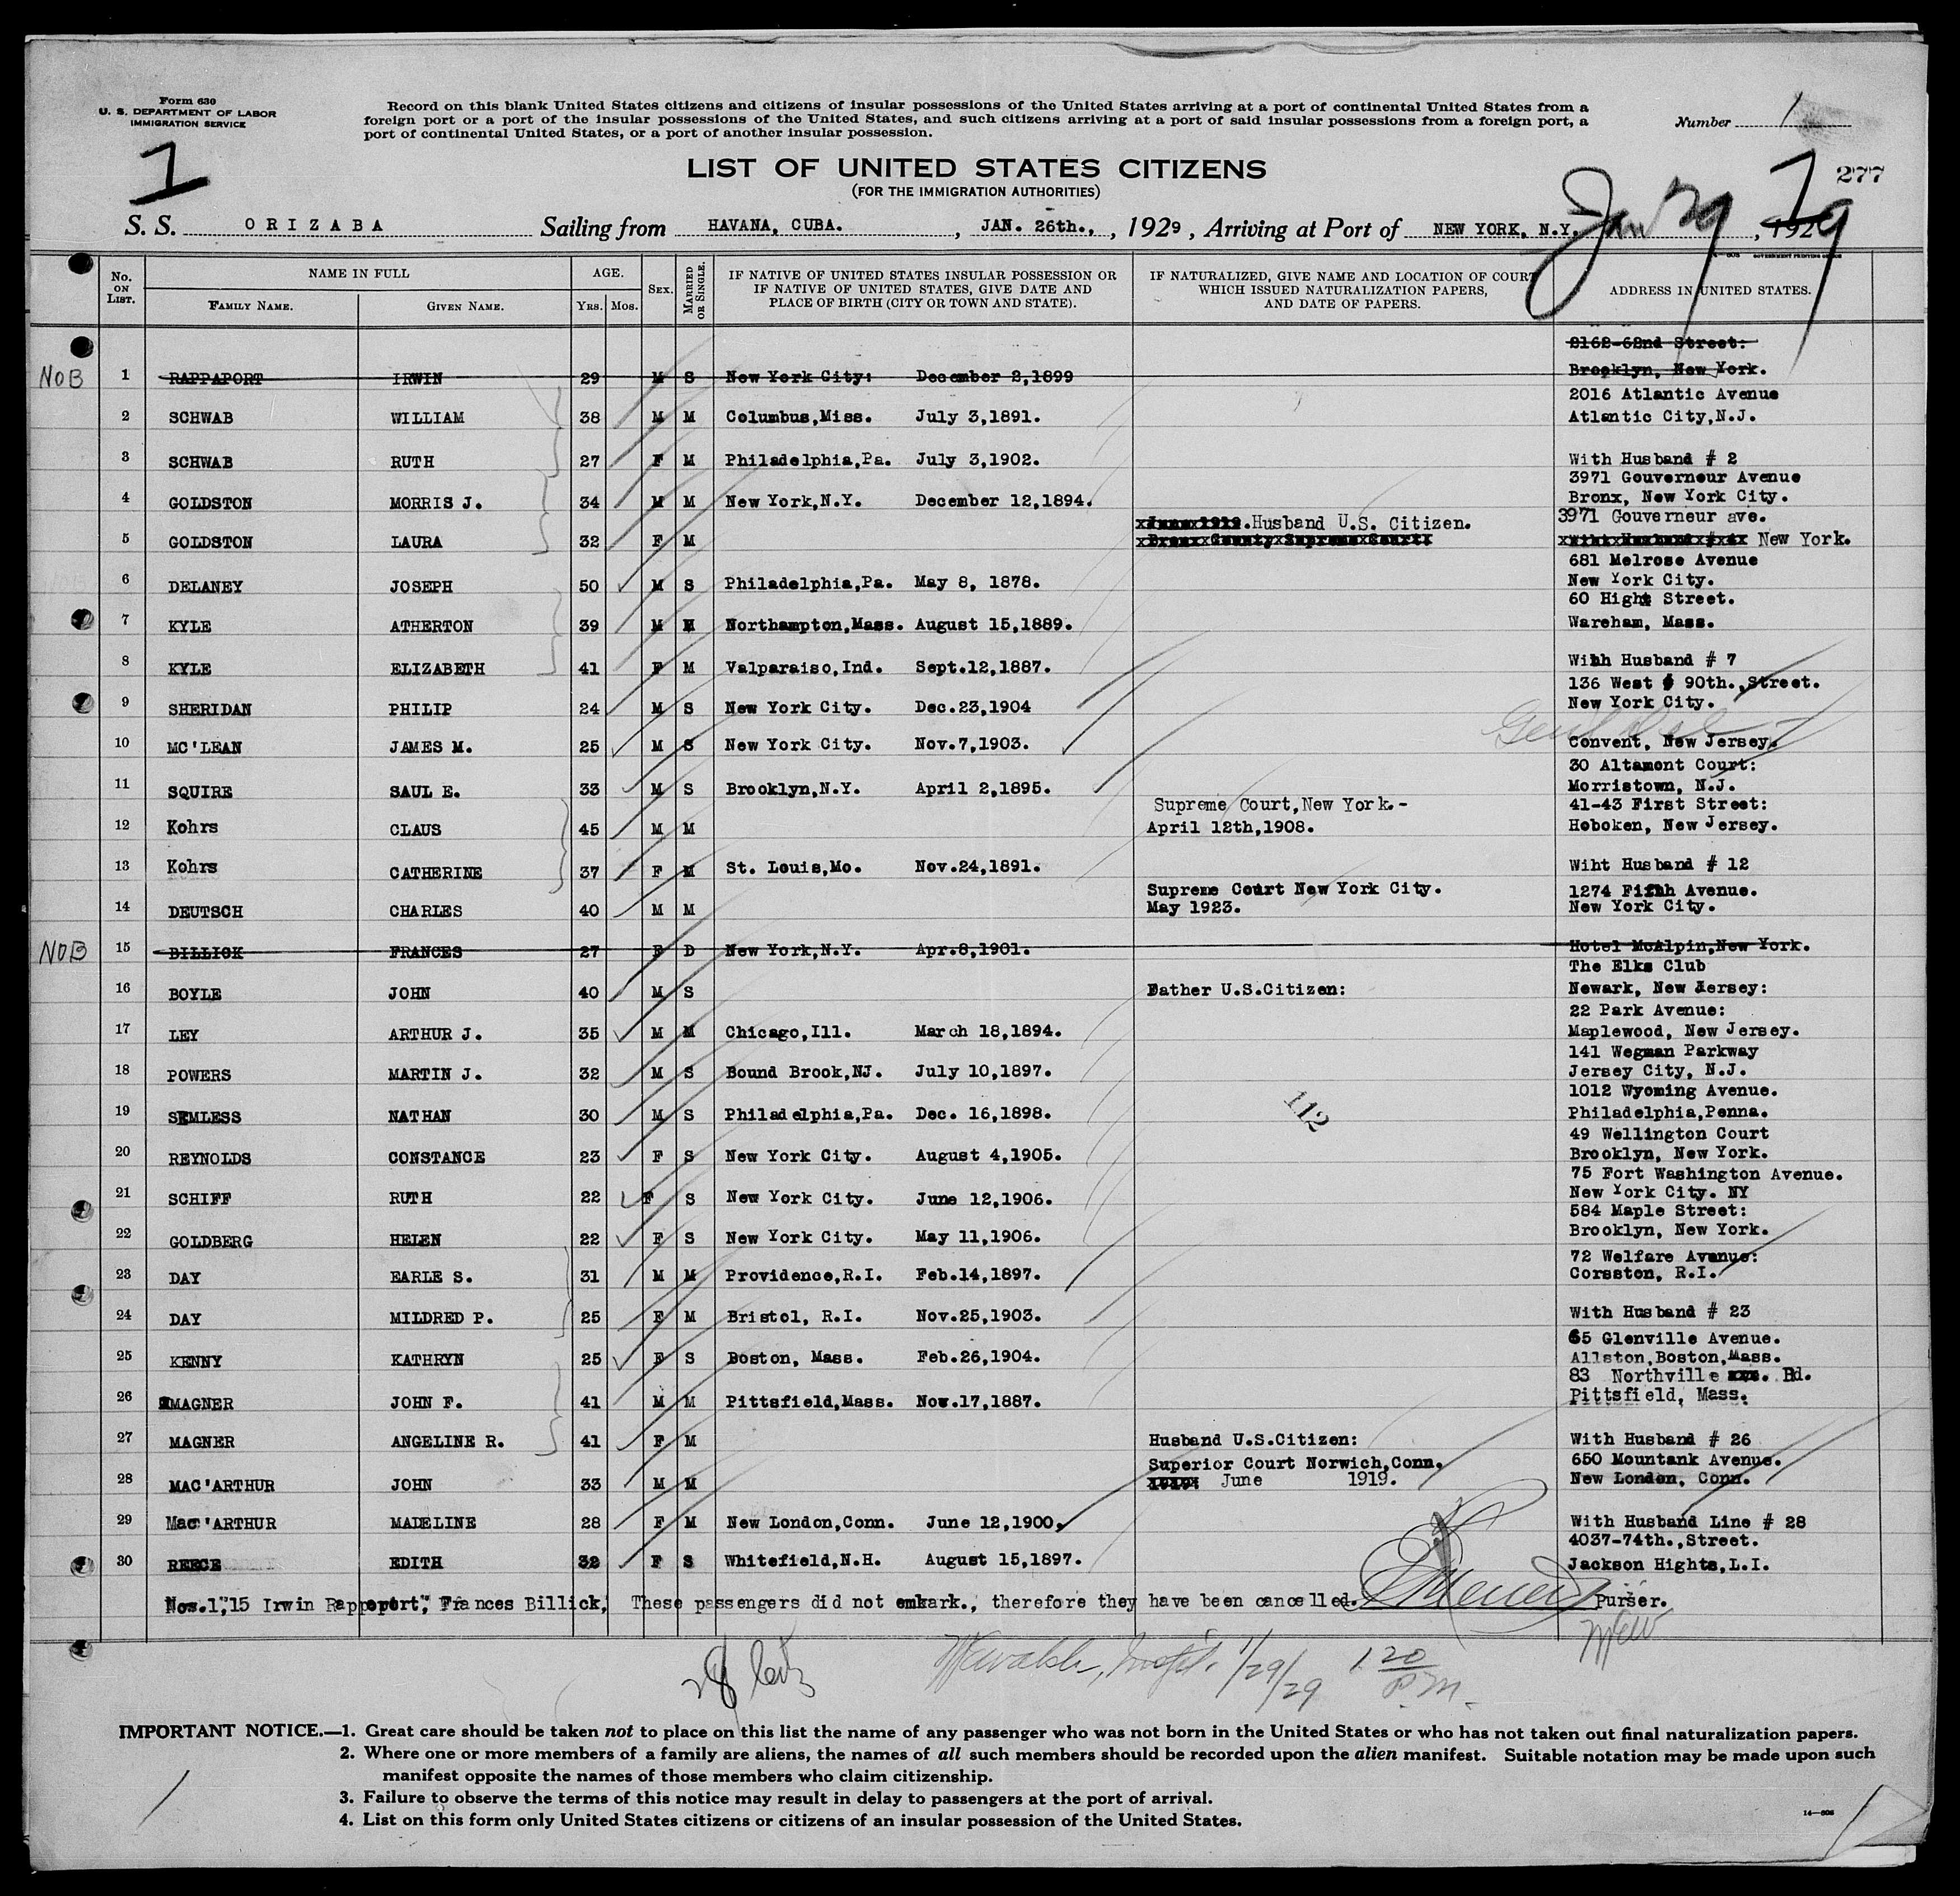 Form 630
U. S. DEPARTMENT OF LABOR
IMMIGRATION SERVICE
Record on this blank United States citizens and citizens of insular possessions of the United States arriving at a port of continental United States from a
foreign port or a port of the insular possessions of the United States, and such citizens arriving at a port of said insular possessions from a foreign port, a
port of continental United States, or a port of another insular possession.
Number 1
1
277
LIST OF UNITED STATES CITIZENS
(FOR THE IMMIGRATION AUTHORITIES)
S. S. ORIZABA Sailing from HAVANA, CUBA. , JAN. 26th., , 1929 , Arriving at Port of NEW YORK, N.Y. Jan 29 , 1929
No. ON LIST. NAME IN FULL AGE. SEX. MARRIED OR SINGLE. IF NATIVE OF UNITED STATES INSULAR POSSESSION OR IF NATIVE OF UNITED STATES, GIVE DATE AND PLACE OF BIRTH (CITY OR TOWN AND STATE). IF NATURALIZED, GIVE NAME AND LOCATION OF COURT WHICH ISSUED NATURALIZATION PAPERS, AND DATE OF PAPERS. ADDRESS IN UNITED STATES.
FAMILY NAME. GIVEN NAME. YRS. MOS.
2162-62nd Street:
NOB 1 RAPPAPORT IRWIN 29 M S New York City: December 2,1899 Brooklyn, New York.
2016 Atlantic Avenue
2 SCHWAB WILLIAM 38 M M Columbus,Miss. July 3,1891. Atlantic City,N.J.
3 SCHWAB RUTH 27 F M Philadelphia,Pa. July 3,1902. With Husband # 2
3971 Gouverneur Avenue
4 GOLDSTON MORRIS J. 34 M M New York,N.Y. December 12,1894. Bronx, New York City.
June 1919. Husband U.S. Citizen. 3971 Gouverneur ave.
5 GOLDSTON LAURA 32 F M Bronx County Supreme Court New York.
681 Melrose Avenue
6 DELANEY JOSEPH 50 M S Philadelphia,Pa. May 8, 1878. New York City.
60 High Street.
7 KYLE ATHERTON 39 M M Northampton,Mass. August 15,1889. Wareham, Mass.
8 KYLE ELIZABETH 41 F M Valparaiso,Ind. Sept.12,1887. Wihh Husband # 7
136 West 90th.,Street.
9 SHERIDAN PHILIP 24 M S New York City. Dec.23,1904 New York City.
10 MC'LEAN JAMES M. 25 M S New York City. Nov.7,1903. Convent, New Jersey.
30 Altamont Court:
11 SQUIRE SAUL E. 33 M S Brooklyn,N.Y. April 2,1895. Morristown, N.J.
Supreme Court,New York.- 41-43 First Street:
12 Kohrs CLAUS 45 M M April 12th,1908. Hoboken, New Jersey.
13 Kohrs CATHERINE 37 F M St. Louis,Mo. Nov.24,1891. Wiht Husband # 12
Supreme Court New York City. 1274 Fifhh Avenue.
14 DEUTSCH CHARLES 40 M M May 1923. New York City.
NOB 15 BILLICK FRANCES 27 F D New York,N.Y. Apr.8,1901. Hotel McAlpin,New York.
The Elks Club
16 BOYLE JOHN 40 M S Father U.S.Citizen: Newark, New Jersey:
22 Park Avenue:
17 LEY ARTHUR J. 35 M M Chicago,Ill. March 18,1894. Maplewood, New Jersey.
141 Wegman Parkway
18 POWERS MARTIN J. 32 M S Bound Brook,NJ. July 10,1897. Jersey City, N.J.
1012 Wyoming Avenue.
19 SEMLESS NATHAN 30 M S Philadelphia,Pa. Dec. 16,1898. Philadelphia,Penna.
112
49 Wellington Court
20 REYNOLDS CONSTANCE 23 F S New York City. August 4,1905. Brooklyn, New York.
75 Fort Washington Avenue.
21 SCHIFF RUTH 22 F S New York City. June 12,1906. New York City. NY
584 Maple Street:
22 GOLDBERG HELEN 22 F S New York City. May 11,1906. Brooklyn, New York.
72 Welfare Avenue:
23 DAY EARLE S. 31 M M Providence,R.I. Feb.14,1897. Corsston, R.I.
24 DAY MILDRED P. 25 F M Bristol, R.I. Nov.25,1903. With Husband # 23
65 Glenville Avenue.
25 KENNY KATHRYN 25 F S Boston, Mass. Feb.26,1904. Allston,Boston,Mass.
83 Northville Rd.
26 MAGNER JOHN F. 41 M M Pittsfield,Mass. Nov.17,1887. Pittsfield, Mass.
27 MAGNER ANGELINE R. 41 F M Husband U.S.Citizen: With Husband # 26
Superior Court Norwich,Conn. 650 Mountank Avenue.
28 MAC'ARTHUR JOHN 33 M M 1919: June 1919. New London, Conn.
29 Mac'ARTHUR MADELINE 28 F M New London,Conn. June 12,1900, With Husband Line # 28
4037-74th.,Street.
30 REECE EDITH 32 F S Whitefield,N.H. August 15,1897. Jackson Hights,L.I.
Nos.1,"15 Irwin Rappoport," Frances Billick, These passengers did not emkark., therefore they have been cancelled. Purser.
28 1/29/29 1 20 P.M.
IMPORTANT NOTICE.—1. Great care should be taken not to place on this list the name of any passenger who was not born in the United States or who has not taken out final naturalization papers.
2. Where one or more members of a family are aliens, the names of all such members should be recorded upon the alien manifest. Suitable notation may be made upon such
manifest opposite the names of those members who claim citizenship.
3. Failure to observe the terms of this notice may result in delay to passengers at the port of arrival.
4. List on this form only United States citizens or citizens of an insular possession of the United States.
14—608